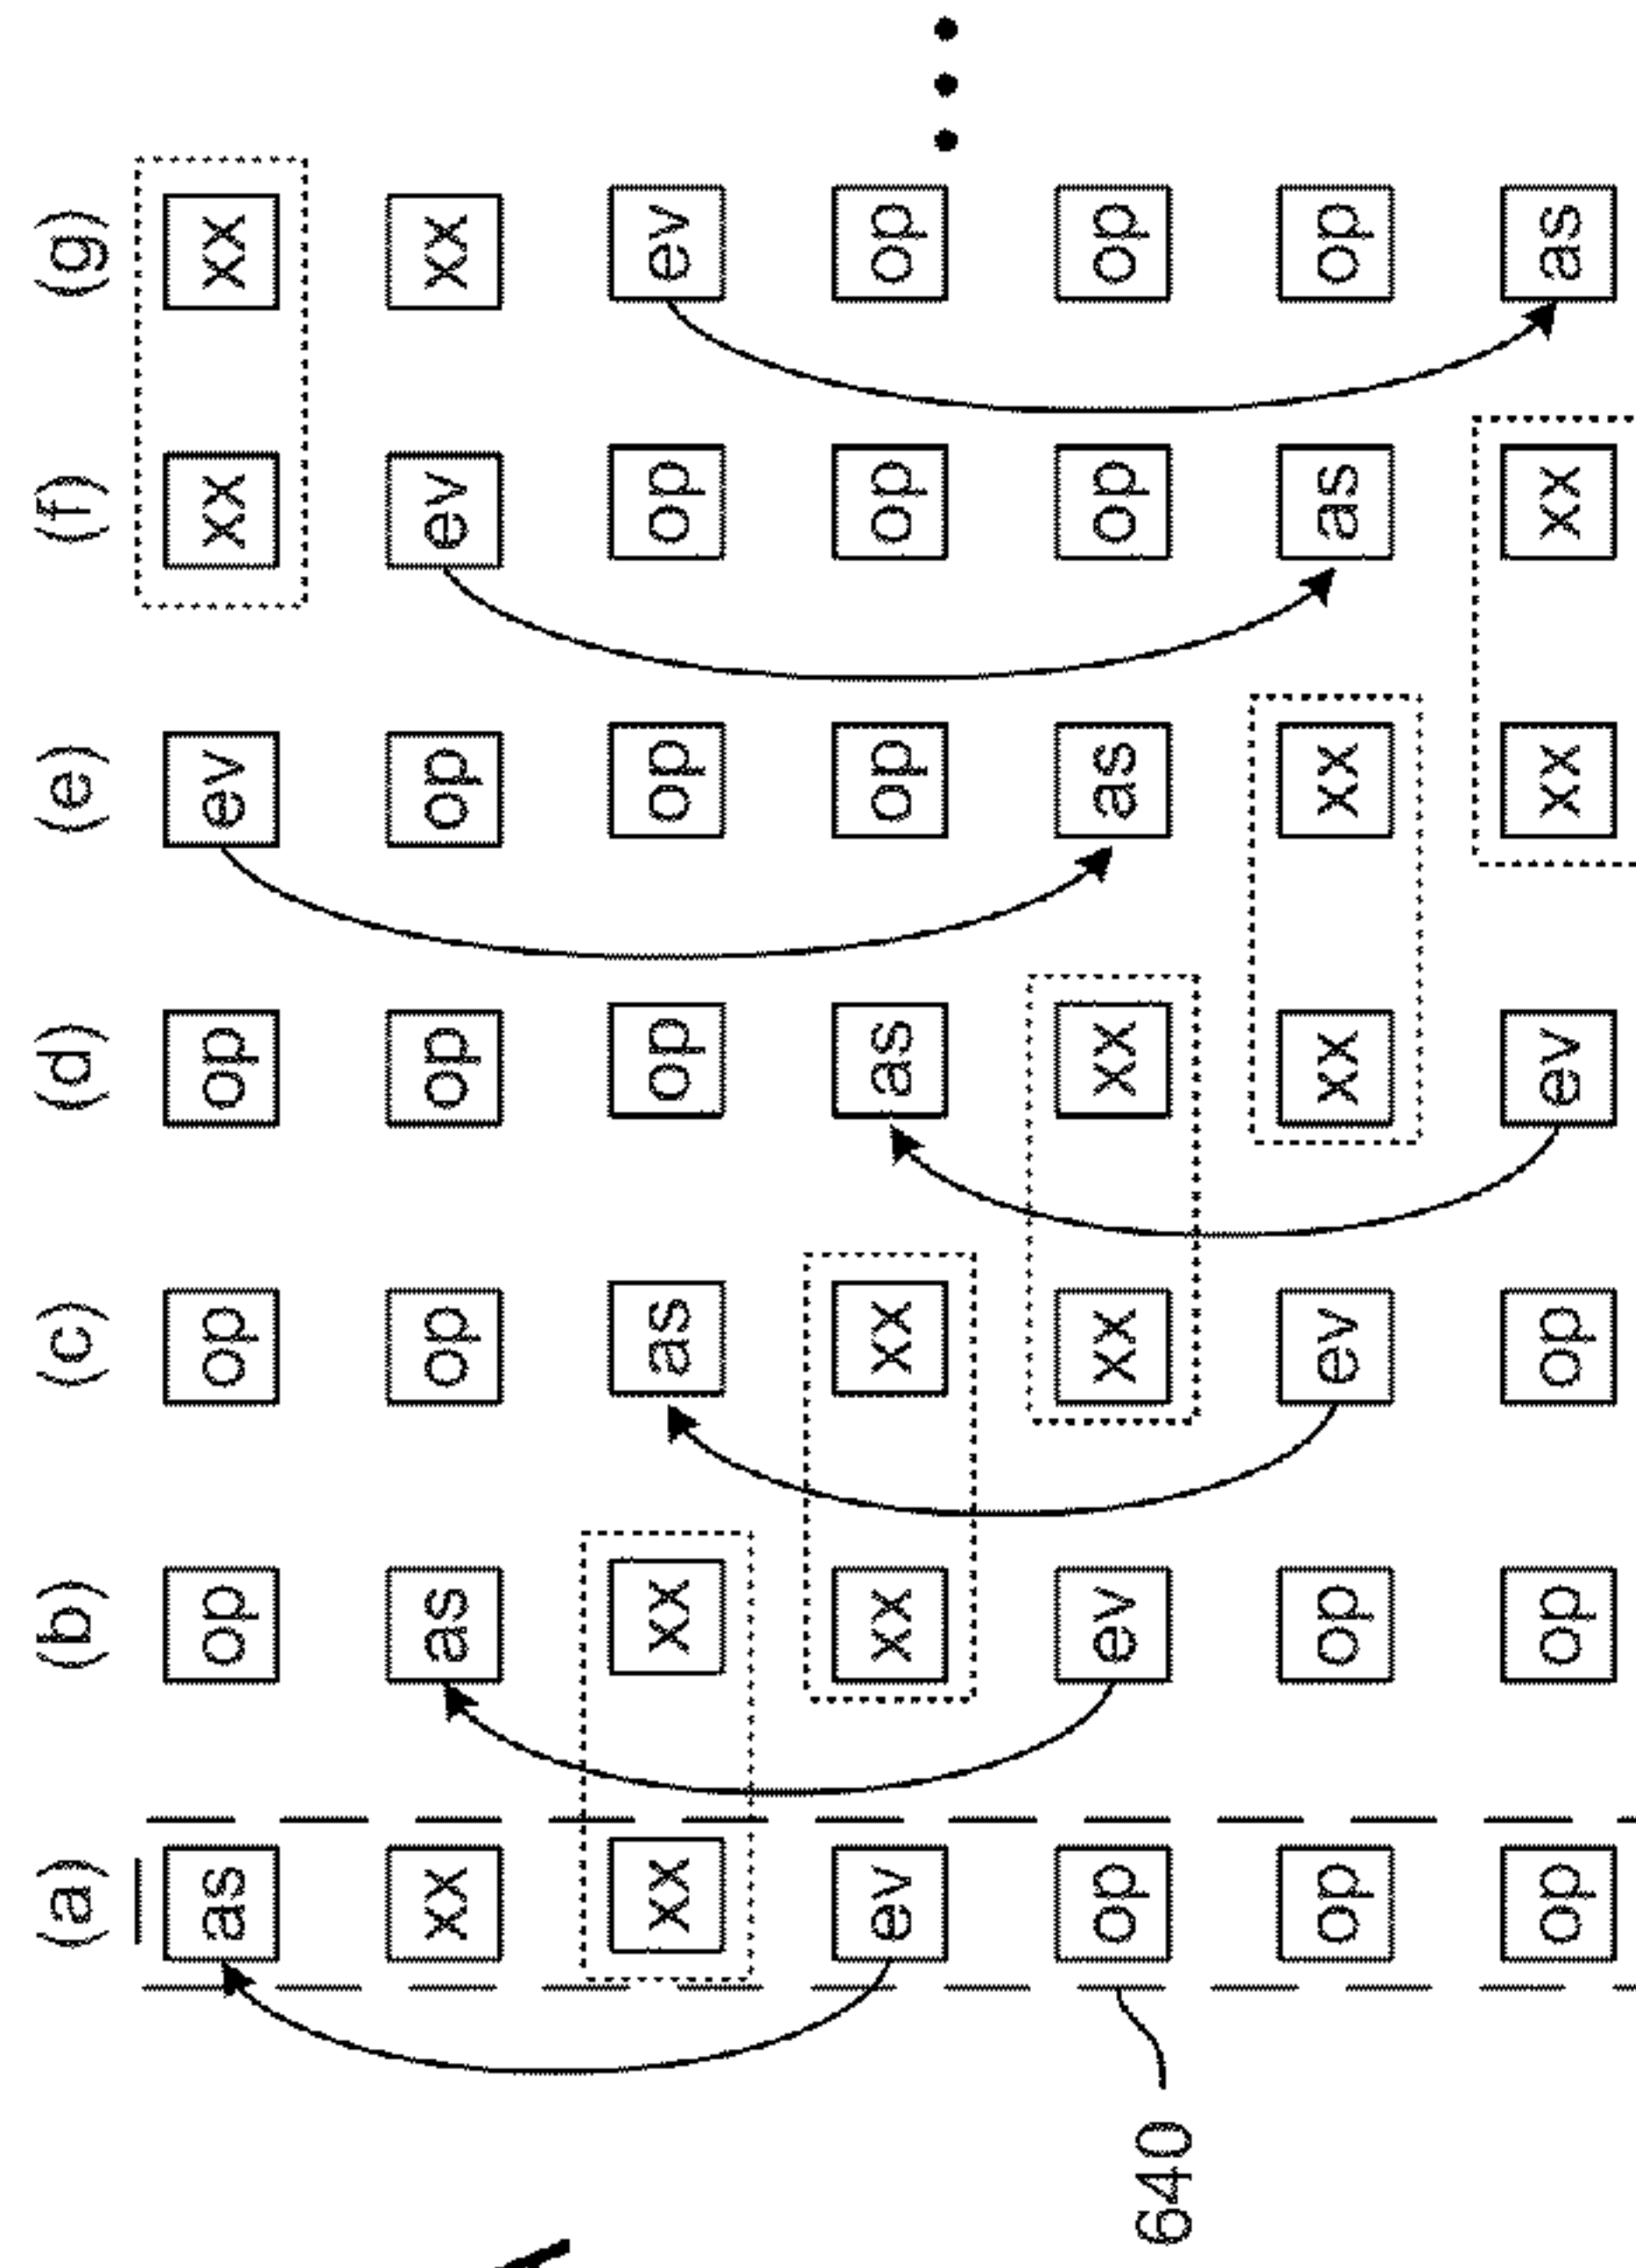 (a) (b) (c) (d) (e) (f) (g)
as op op op ev xx xx
xx as op op op ev xx
xx xx as op op op ev
ev xx xx as op op op
640 op ev xx xx as op op
op op ev xx xx as op
op op op ev xx xx as